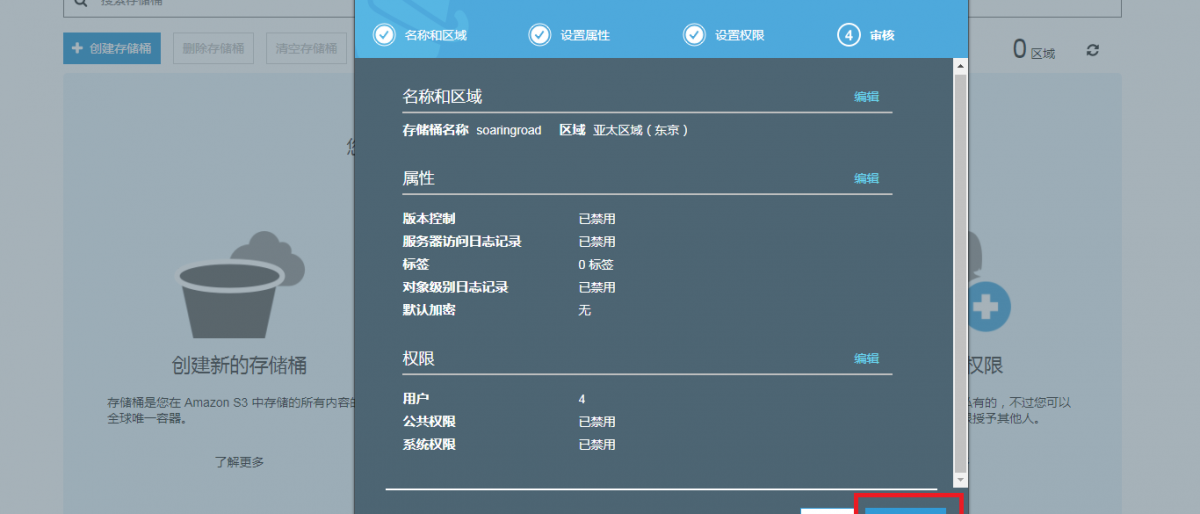 搜索存储桶
名称和区域 设置属性 设置权限 4 审核
创建存储桶 删除存储桶 清空存储桶 0 区域
名称和区域 编辑
存储桶名称 soaringroad 区域 亚太区域（东京）
属性 编辑
版本控制 已禁用
服务器访问日志记录 已禁用
标签 0 标签
对象级别日志记录 已禁用
默认加密 无
权限 编辑
用户 4
公共权限 已禁用
系统权限 已禁用
创建新的存储桶 权限
存储桶是您在 Amazon S3 中存储的所有内容的 有的，不过您可以
全球唯一容器。 授予其他人。
了解更多